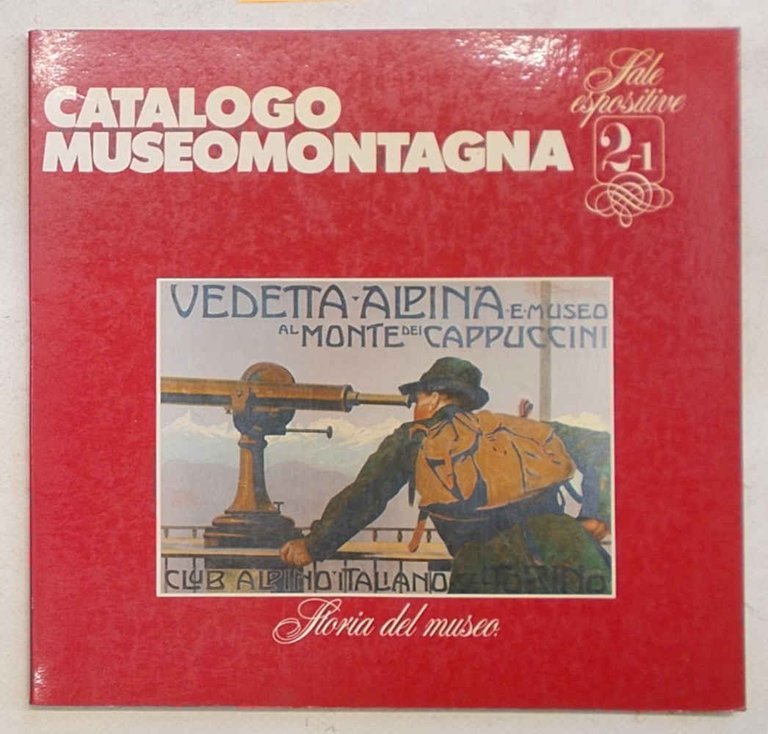 CATALOGO
MUSEOMONTAGNA
Sale
espositive
2-1
VEDETTA·ALPINA·E·MUSEO
AL MONTE DEI CAPPUCCINI
CLUB ALPINO ITALIANO TORINO
Storia del museo.